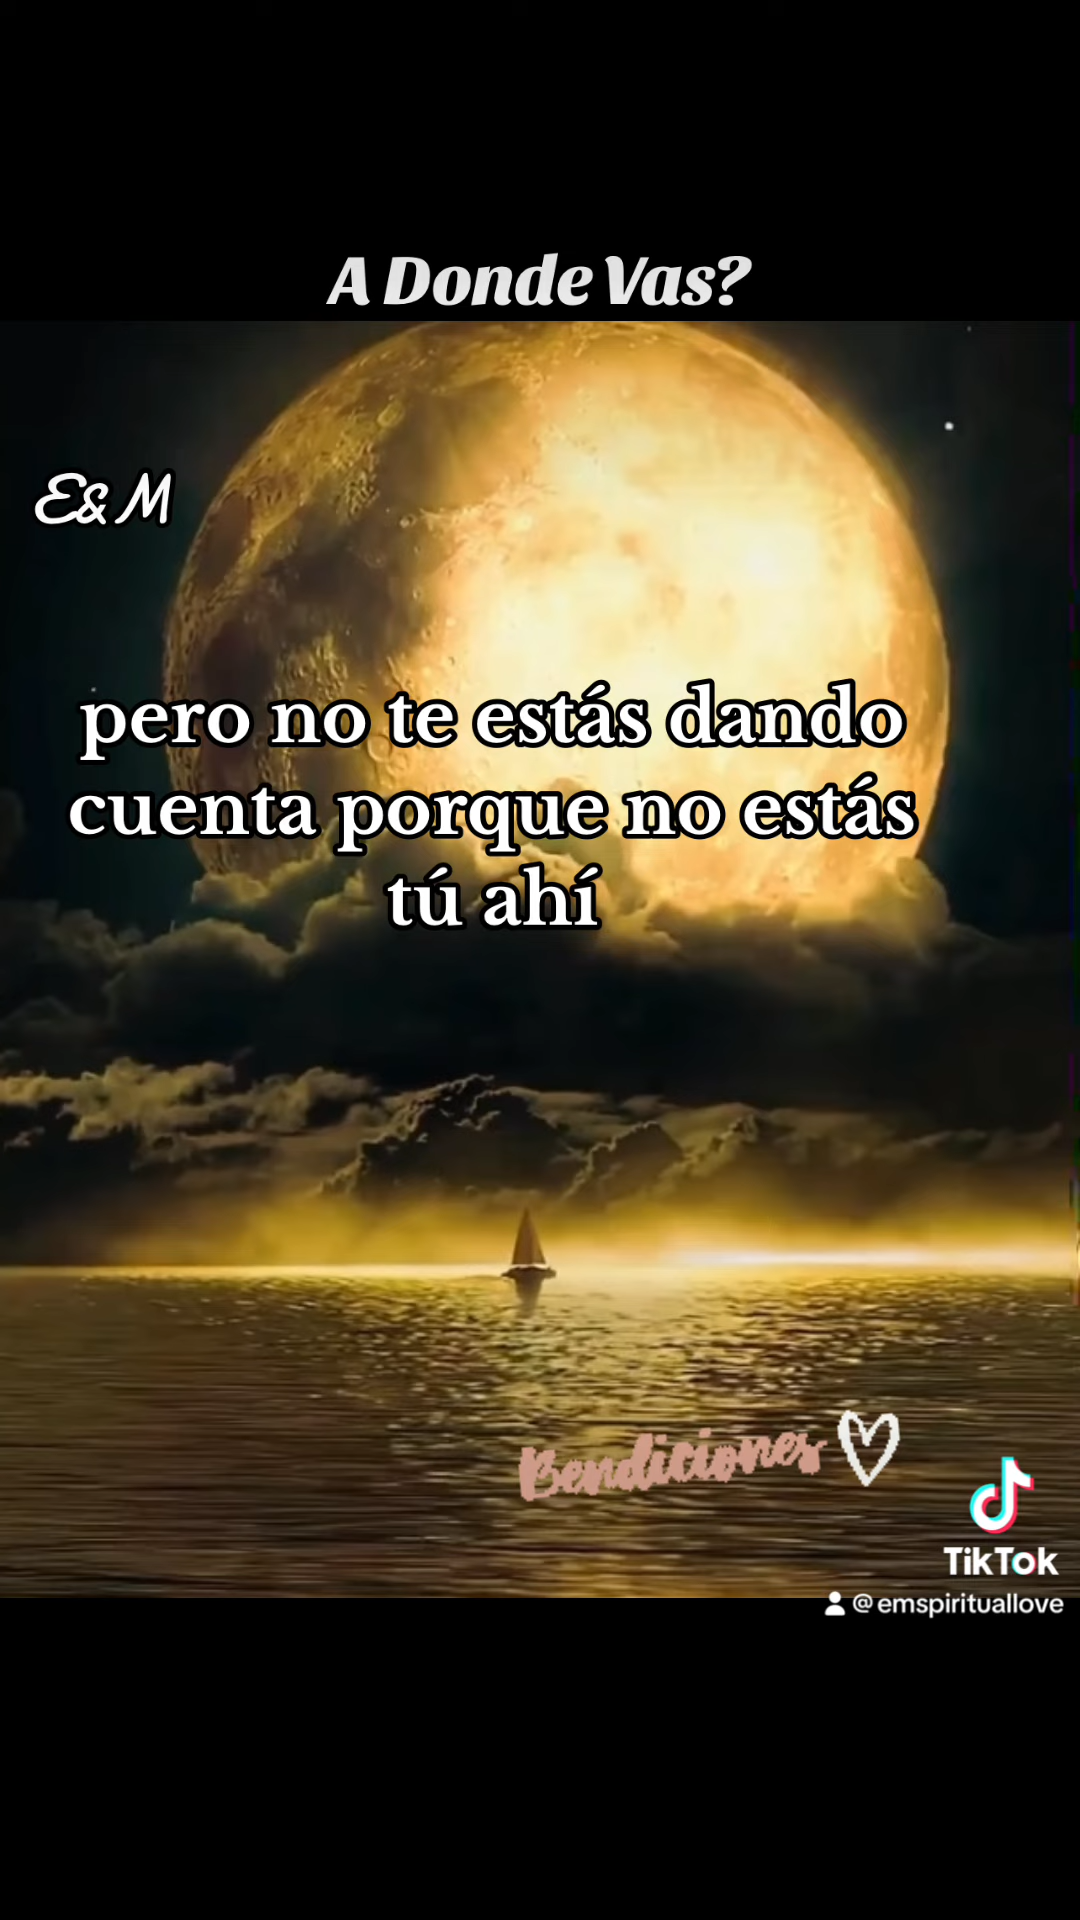 A Donde Vas?
E& M
pero no te estás dando
cuenta porque no estás
tú ahí
Bendiciones
TikTok
@emspirituallove